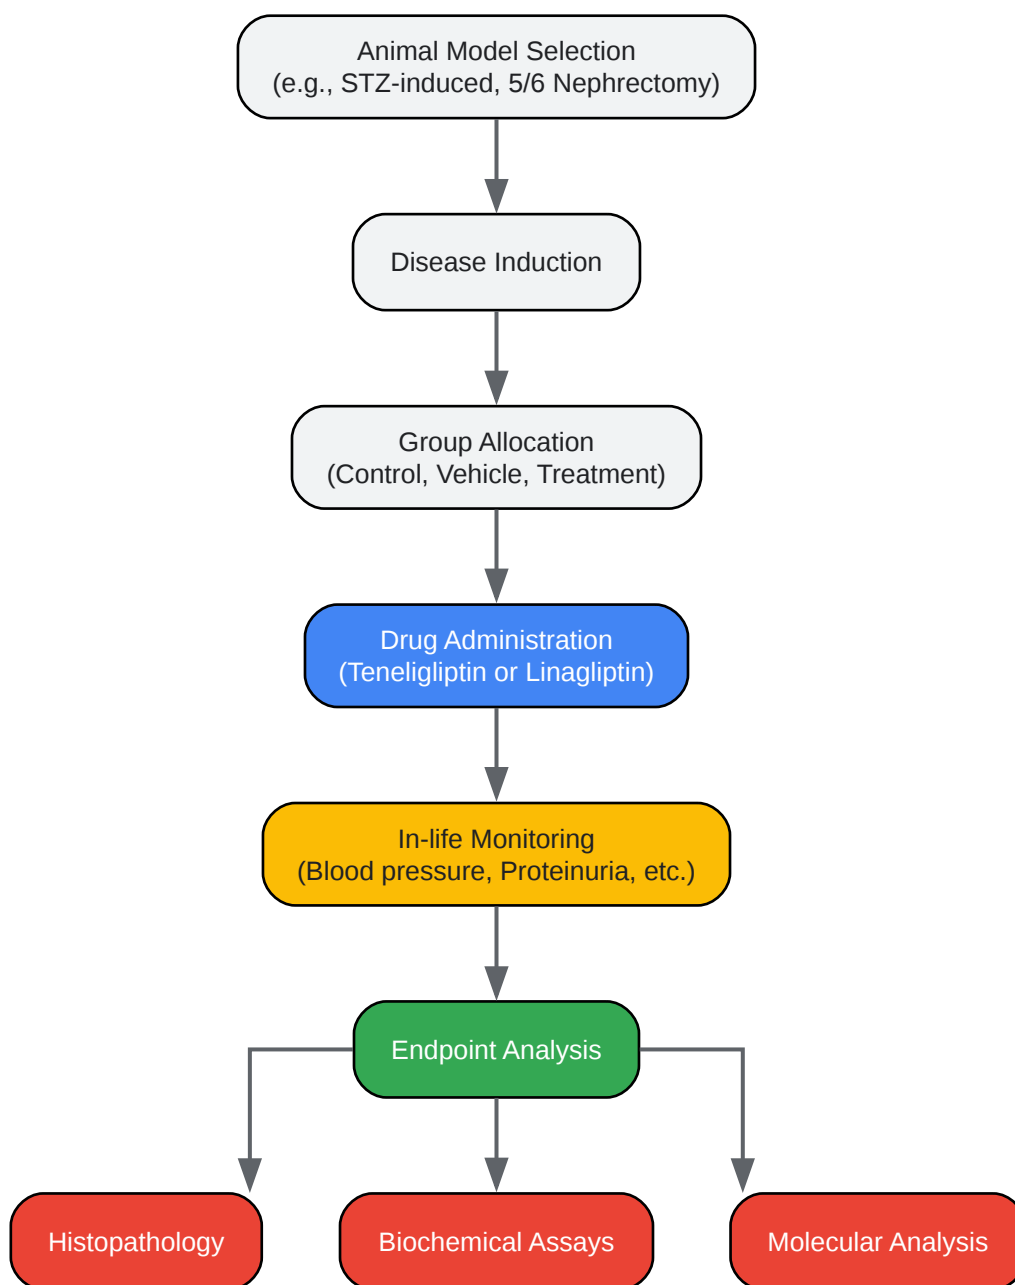 Animal Model Selection
(e.g., STZ-induced, 5/6 Nephrectomy)
Disease Induction
Group Allocation
(Control, Vehicle, Treatment)
Drug Administration
(Teneligliptin or Linagliptin)
In-life Monitoring
(Blood pressure, Proteinuria, etc.)
Endpoint Analysis
Histopathology
Biochemical Assays
Molecular Analysis